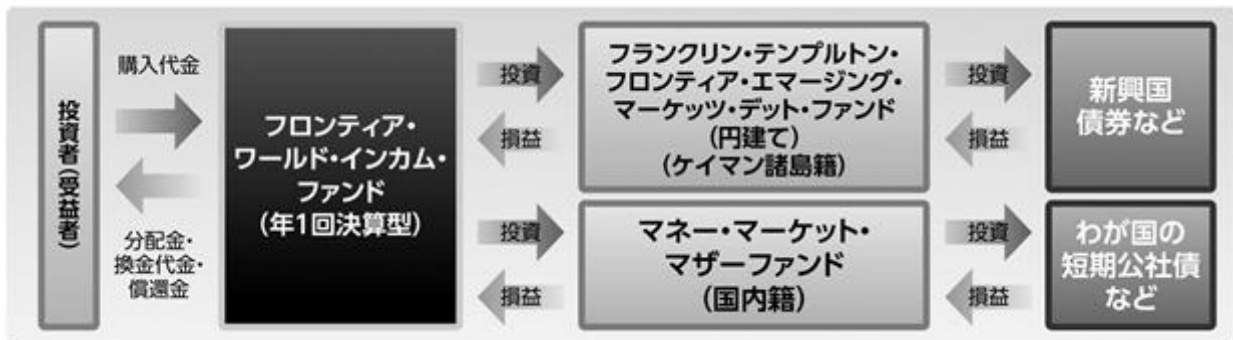 投資者(受益者)
購入代金
分配金・
換金代金・
償還金
フロンティア・
ワールド・インカム・
ファンド
(年1回決算型)
投資
損益
投資
損益
フランクリン・テンプルトン・
フロンティア・エマージング・
マーケッツ・デット・ファンド
(円建て)
(ケイマン諸島籍)
マネー・マーケット・
マザーファンド
(国内籍)
投資
損益
投資
損益
新興国
債券など
わが国の
短期公社債
など